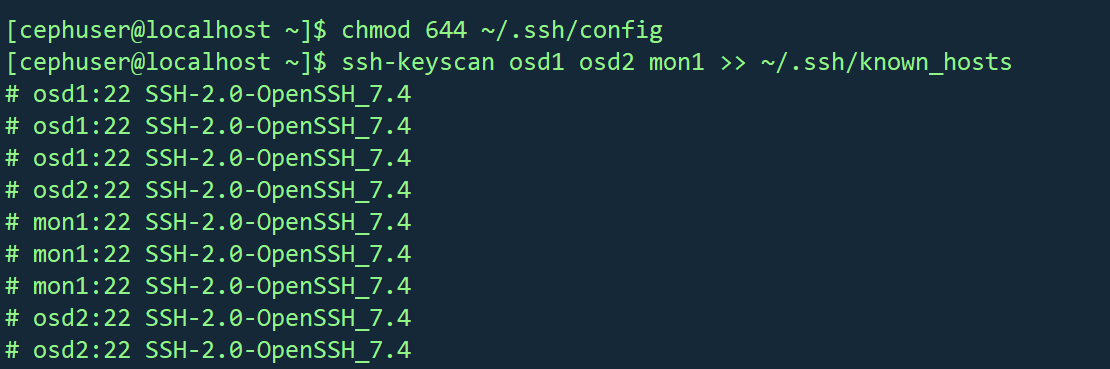 [cephuser@localhost ~]$ chmod 644 ~/.ssh/config
[cephuser@localhost ~]$ ssh-keyscan osd1 osd2 mon1 >> ~/.ssh/known_hosts
# osd1:22 SSH-2.0-OpenSSH_7.4
# osd1:22 SSH-2.0-OpenSSH_7.4
# osd1:22 SSH-2.0-OpenSSH_7.4
# osd2:22 SSH-2.0-OpenSSH_7.4
# mon1:22 SSH-2.0-OpenSSH_7.4
# mon1:22 SSH-2.0-OpenSSH_7.4
# mon1:22 SSH-2.0-OpenSSH_7.4
# osd2:22 SSH-2.0-OpenSSH_7.4
# osd2:22 SSH-2.0-OpenSSH_7.4